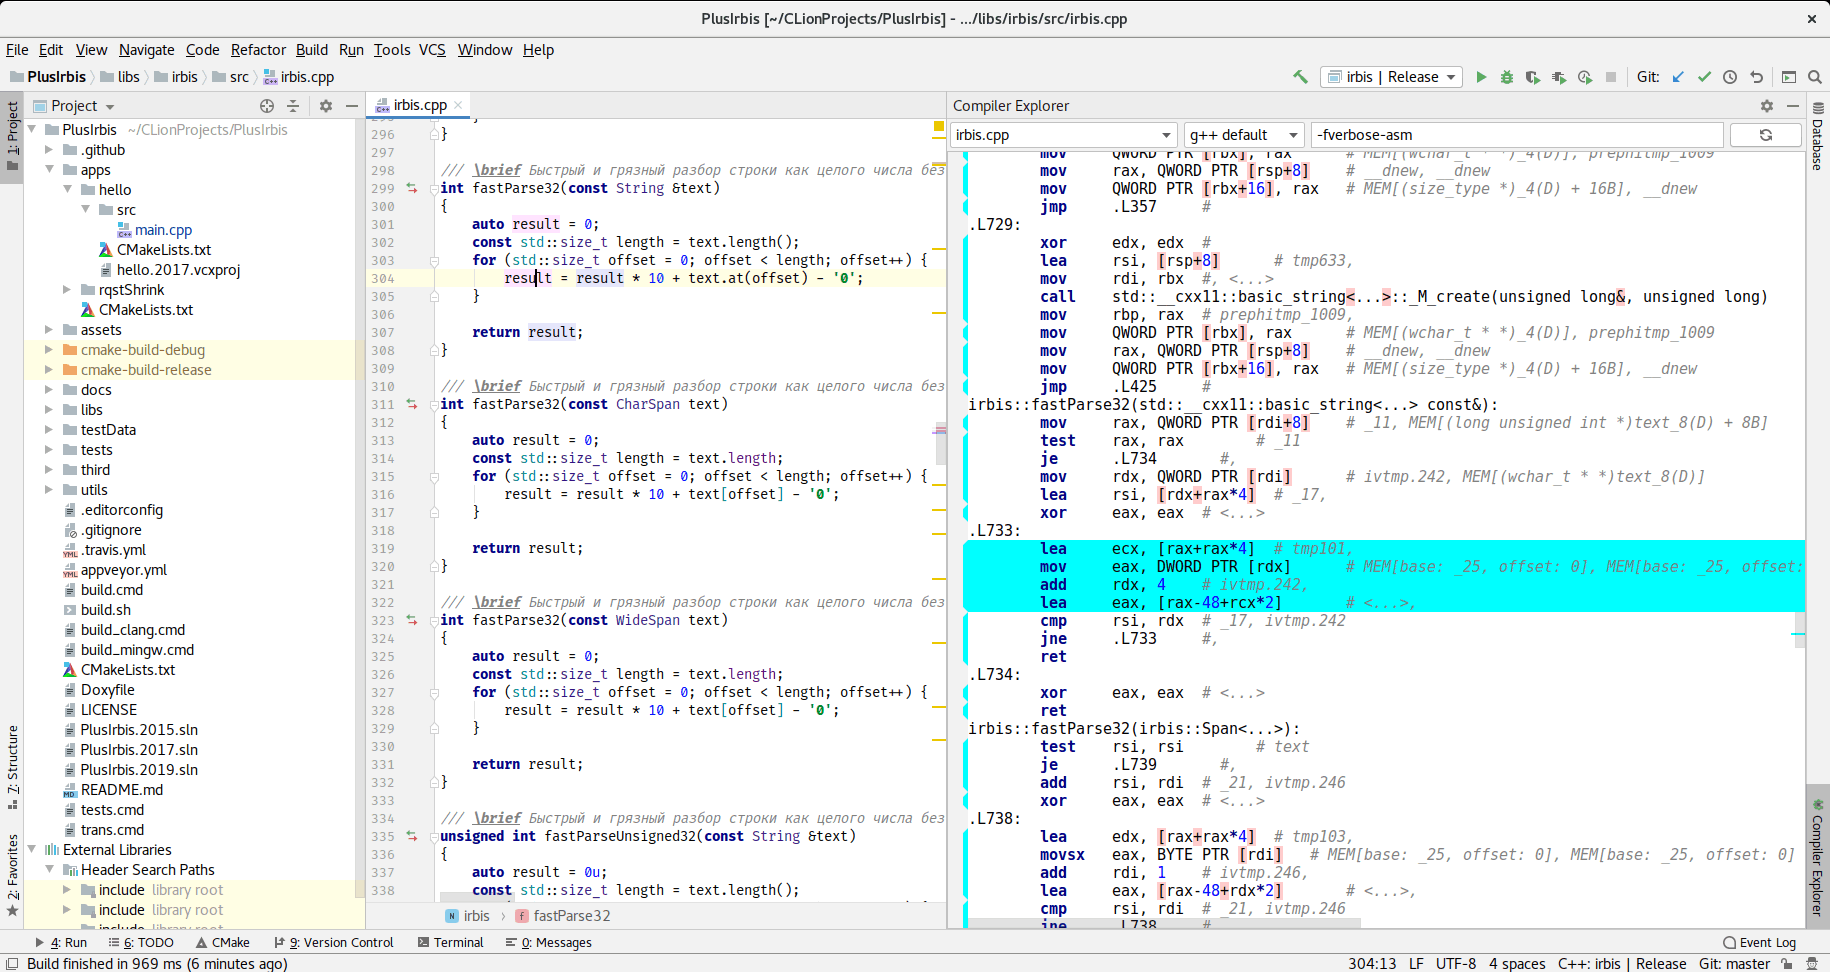 PlusIrbis [~/CLionProjects/PlusIrbis] - .../libs/irbis/src/irbis.cpp
File Edit View Navigate Code Refactor Build Run Tools VCS Window Help
PlusIrbis libs irbis src irbis.cpp
irbis | Release
Git:
1: Project
7: Structure
2: Favorites
Project
PlusIrbis ~/CLionProjects/PlusIrbis
.github
apps
hello
src
main.cpp
CMakeLists.txt
hello.2017.vcxproj
rqstShrink
CMakeLists.txt
assets
cmake-build-debug
cmake-build-release
docs
libs
testData
tests
third
utils
.editorconfig
.gitignore
.travis.yml
appveyor.yml
build.cmd
build.sh
build_clang.cmd
build_mingw.cmd
CMakeLists.txt
Doxyfile
LICENSE
PlusIrbis.2015.sln
PlusIrbis.2017.sln
PlusIrbis.2019.sln
README.md
tests.cmd
trans.cmd
External Libraries
Header Search Paths
include library root
include library root
irbis.cpp
296 }
297
298 /// \brief Быстрый и грязный разбор строки как целого числа без
299 int fastParse32(const String &text)
300 {
301 auto result = 0;
302 const std::size_t length = text.length();
303 for (std::size_t offset = 0; offset < length; offset++) {
304 result = result * 10 + text.at(offset) - '0';
305 }
306
307 return result;
308 }
309
310 /// \brief Быстрый и грязный разбор строки как целого числа без
311 int fastParse32(const CharSpan text)
312 {
313 auto result = 0;
314 const std::size_t length = text.length;
315 for (std::size_t offset = 0; offset < length; offset++) {
316 result = result * 10 + text[offset] - '0';
317 }
318
319 return result;
320 }
321
322 /// \brief Быстрый и грязный разбор строки как целого числа без
323 int fastParse32(const WideSpan text)
324 {
325 auto result = 0;
326 const std::size_t length = text.length;
327 for (std::size_t offset = 0; offset < length; offset++) {
328 result = result * 10 + text[offset] - '0';
329 }
330
331 return result;
332 }
333
334 /// \brief Быстрый и грязный разбор строки как целого числа без
335 unsigned int fastParseUnsigned32(const String &text)
336 {
337 auto result = 0u;
338 const std::size_t length = text.length();
irbis fastParse32
Compiler Explorer
irbis.cpp g++ default -fverbose-asm
mov QWORD PTR [rbx], rax # MEM[(wchar_t * *)_4(D)], prephitmp_1009
mov rax, QWORD PTR [rsp+8] # __dnew, __dnew
mov QWORD PTR [rbx+16], rax # MEM[(size_type *)_4(D) + 16B], __dnew
jmp .L357 #
.L729:
xor edx, edx #
lea rsi, [rsp+8] # tmp633,
mov rdi, rbx #, <...>
call std::__cxx11::basic_string<...>::_M_create(unsigned long&, unsigned long)
mov rbp, rax # prephitmp_1009,
mov QWORD PTR [rbx], rax # MEM[(wchar_t * *)_4(D)], prephitmp_1009
mov rax, QWORD PTR [rsp+8] # __dnew, __dnew
mov QWORD PTR [rbx+16], rax # MEM[(size_type *)_4(D) + 16B], __dnew
jmp .L425 #
irbis::fastParse32(std::__cxx11::basic_string<...> const&):
mov rax, QWORD PTR [rdi+8] # _11, MEM[(long unsigned int *)text_8(D) + 8B]
test rax, rax # _11
je .L734 #,
mov rdx, QWORD PTR [rdi] # ivtmp.242, MEM[(wchar_t * *)text_8(D)]
lea rsi, [rdx+rax*4] # _17,
xor eax, eax # <...>
.L733:
lea ecx, [rax+rax*4] # tmp101,
mov eax, DWORD PTR [rdx] # MEM[base: _25, offset: 0], MEM[base: _25, offset:
add rdx, 4 # ivtmp.242,
lea eax, [rax-48+rcx*2] # <...>,
cmp rsi, rdx # _17, ivtmp.242
jne .L733 #,
ret
.L734:
xor eax, eax # <...>
ret
irbis::fastParse32(irbis::Span<...>):
test rsi, rsi # text
je .L739 #,
add rsi, rdi # _21, ivtmp.246
xor eax, eax # <...>
.L738:
lea edx, [rax+rax*4] # tmp103,
movsx eax, BYTE PTR [rdi] # MEM[base: _25, offset: 0], MEM[base: _25, offset: 0]
add rdi, 1 # ivtmp.246,
lea eax, [rax-48+rdx*2] # <...>,
cmp rsi, rdi # _21, ivtmp.246
jne .L738 #
Database
Compiler Explorer
4: Run 6: TODO CMake 9: Version Control Terminal 0: Messages Event Log
Build finished in 969 ms (6 minutes ago) 304:13 LF UTF-8 4 spaces C++: irbis | Release Git: master